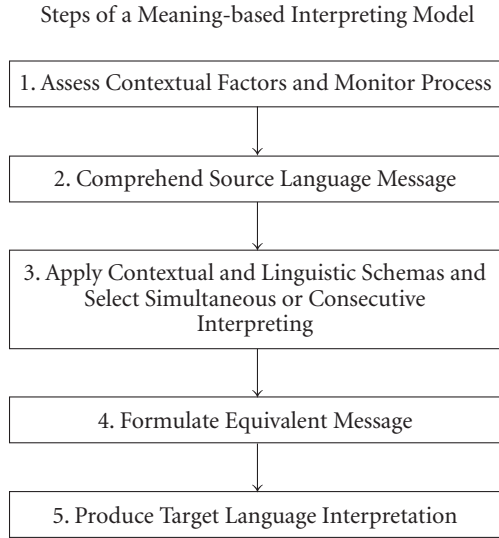 Steps of a Meaning-based Interpreting Model
1. Assess Contextual Factors and Monitor Process
2. Comprehend Source Language Message
3. Apply Contextual and Linguistic Schemas and
Select Simultaneous or Consecutive
Interpreting
4. Formulate Equivalent Message
5. Produce Target Language Interpretation